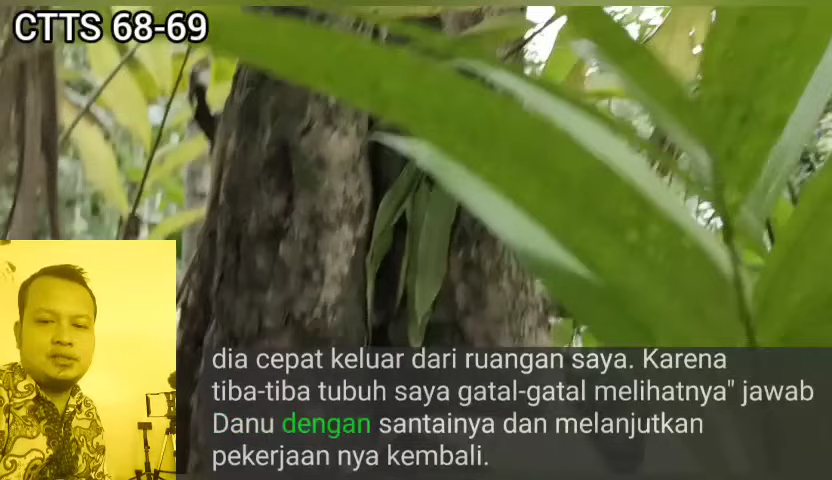 CTTS 68-69
dia cepat keluar dari ruangan saya. Karena
tiba-tiba tubuh saya gatal-gatal melihatnya" jawab
Danu dengan santainya dan melanjutkan
pekerjaan nya kembali.